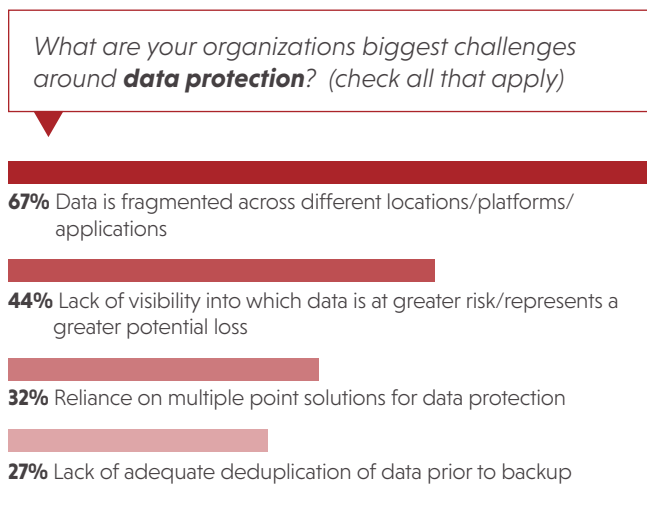 What are your organizations biggest challenges
around data protection? (check all that apply)
67% Data is fragmented across different locations/platforms/
applications
44% Lack of visibility into which data is at greater risk/represents a
greater potential loss
32% Reliance on multiple point solutions for data protection
27% Lack of adequate deduplication of data prior to backup